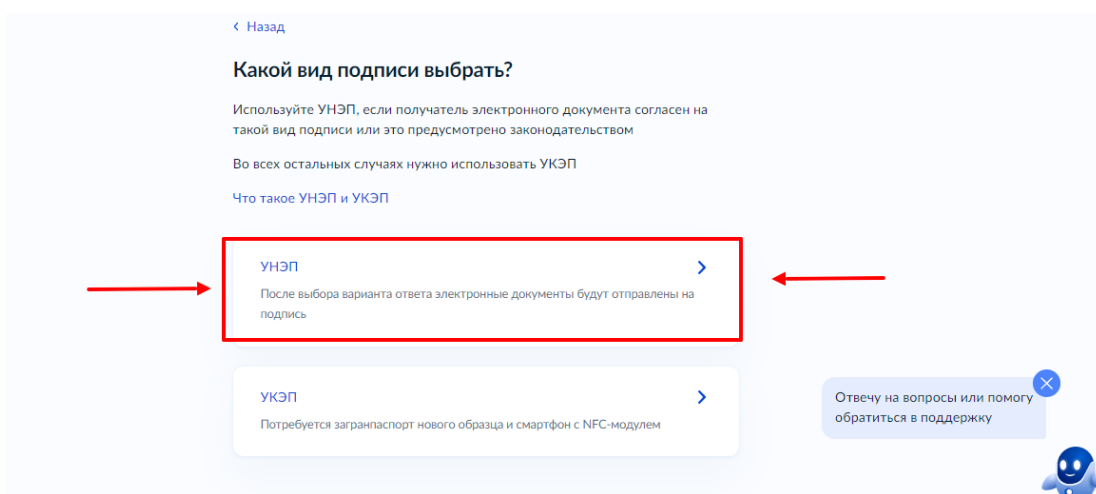 Назад
Какой вид подписи выбрать?
Используйте УНЭП, если получатель электронного документа согласен на
такой вид подписи или это предусмотрено законодательством
Во всех остальных случаях нужно использовать УКЭП
Что такое УНЭП и УКЭП
УНЭП
После выбора варианта ответа электронные документы будут отправлены на
подпись
УКЭП
Потребуется загранпаспорт нового образца и смартфон с NFC-модулем
Отвечу на вопросы или помогу
обратиться в поддержку